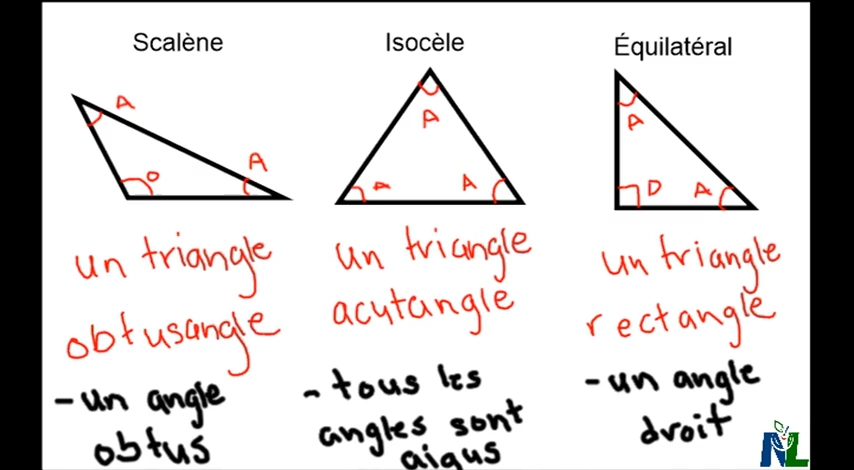 Scalène
Isocèle
Équilatéral
A
O
A
A
A
A
A
D
A
un triangle
obtusangle
un triangle
acutangle
un triangle
rectangle
- un angle
obtus
- tous les
angles sont
aigus
- un angle
droit
NL